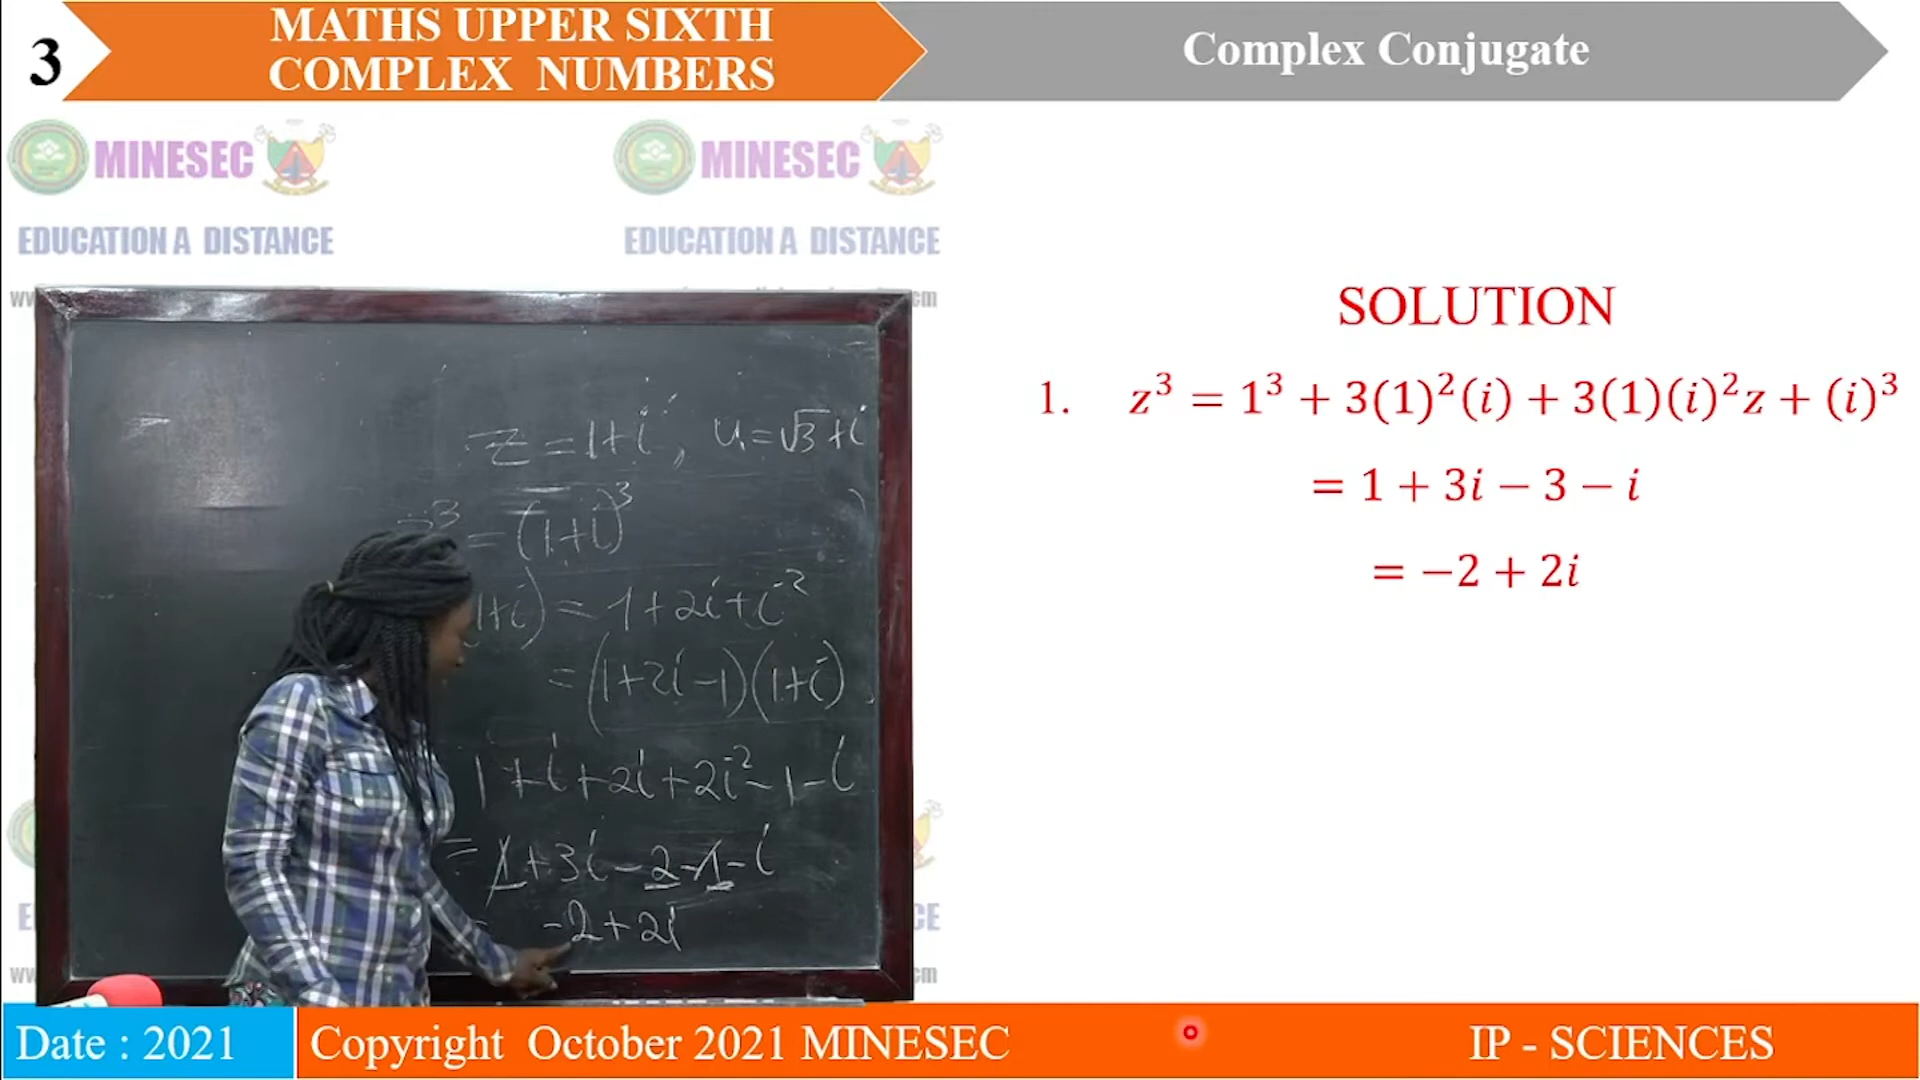 3
MATHS UPPER SIXTH
COMPLEX NUMBERS
Complex Conjugate
MINESEC
MINESEC
EDUCATION A DISTANCE
EDUCATION A DISTANCE
z = 1+i , u = √3 + i
= (1+i)³
1+i) = 1+2i+i²
= (1+2i-1)(1+i)
1+i+2i+2i²-1-i
= 1+3i-2-1-i
-2+2i
SOLUTION
1. z³ = 1³ + 3(1)²(i) + 3(1)(i)²z + (i)³
= 1 + 3i − 3 − i
= −2 + 2i
Date : 2021
Copyright October 2021 MINESEC
IP - SCIENCES